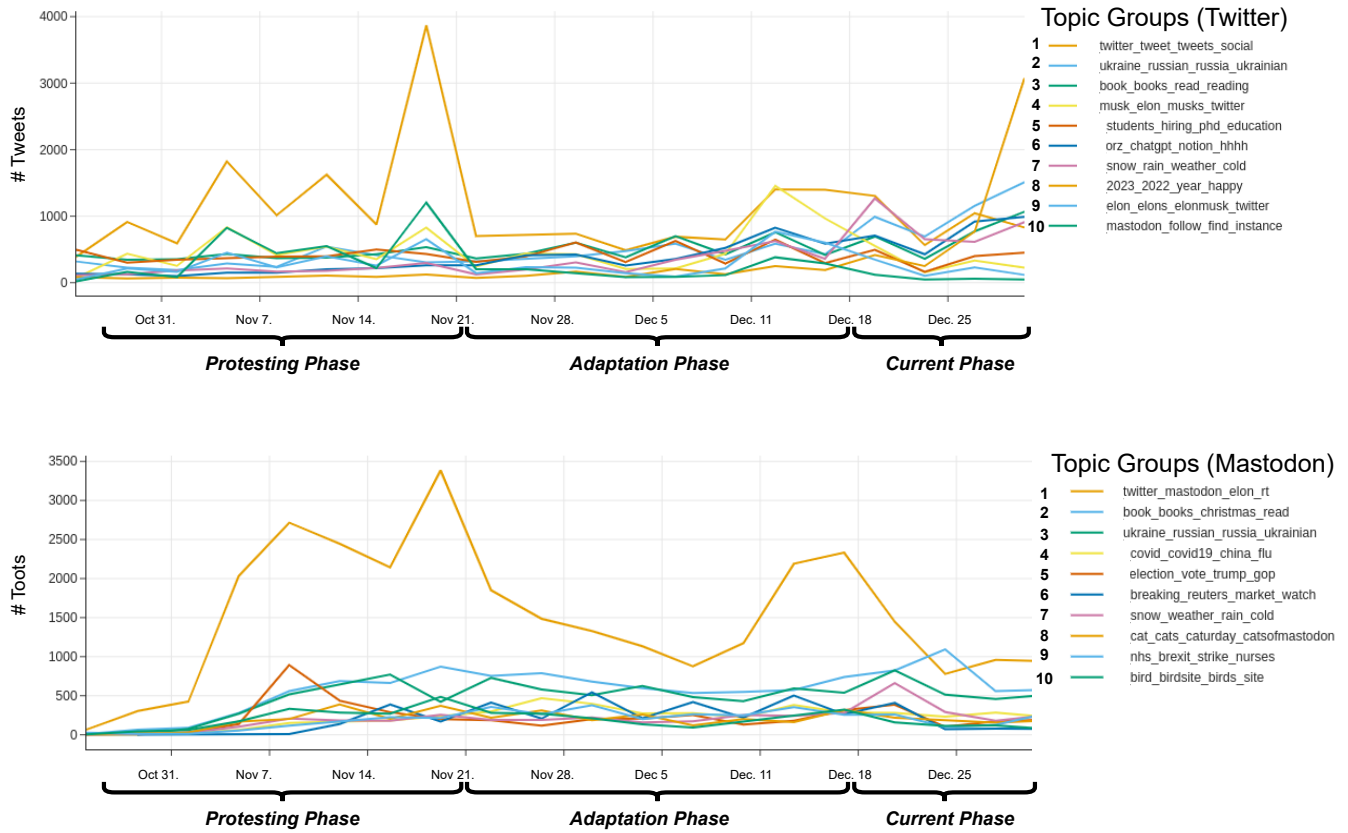 Topic Groups (Twitter)
4000
3000
2000
1000
0
# Tweets
1 twitter_tweet_tweets_social
2 ukraine_russian_russia_ukrainian
3 book_books_read_reading
4 musk_elon_musks_twitter
5 students_hiring_phd_education
6 orz_chatgpt_notion_hhhh
7 snow_rain_weather_cold
8 2023_2022_year_happy
9 elon_elons_elonmusk_twitter
10 mastodon_follow_find_instance
Oct 31. Nov 7. Nov 14. Nov 21. Nov 28. Dec 5 Dec. 11 Dec. 18 Dec. 25
Protesting Phase Adaptation Phase Current Phase
Topic Groups (Mastodon)
3500
3000
2500
2000
1500
1000
500
0
# Toots
1 twitter_mastodon_elon_rt
2 book_books_christmas_read
3 ukraine_russian_russia_ukrainian
4 covid_covid19_china_flu
5 election_vote_trump_gop
6 breaking_reuters_market_watch
7 snow_weather_rain_cold
8 cat_cats_caturday_catsofmastodon
9 nhs_brexit_strike_nurses
10 bird_birdsite_birds_site
Oct 31. Nov 7. Nov 14. Nov 21. Nov 28. Dec 5 Dec. 11 Dec. 18 Dec. 25
Protesting Phase Adaptation Phase Current Phase